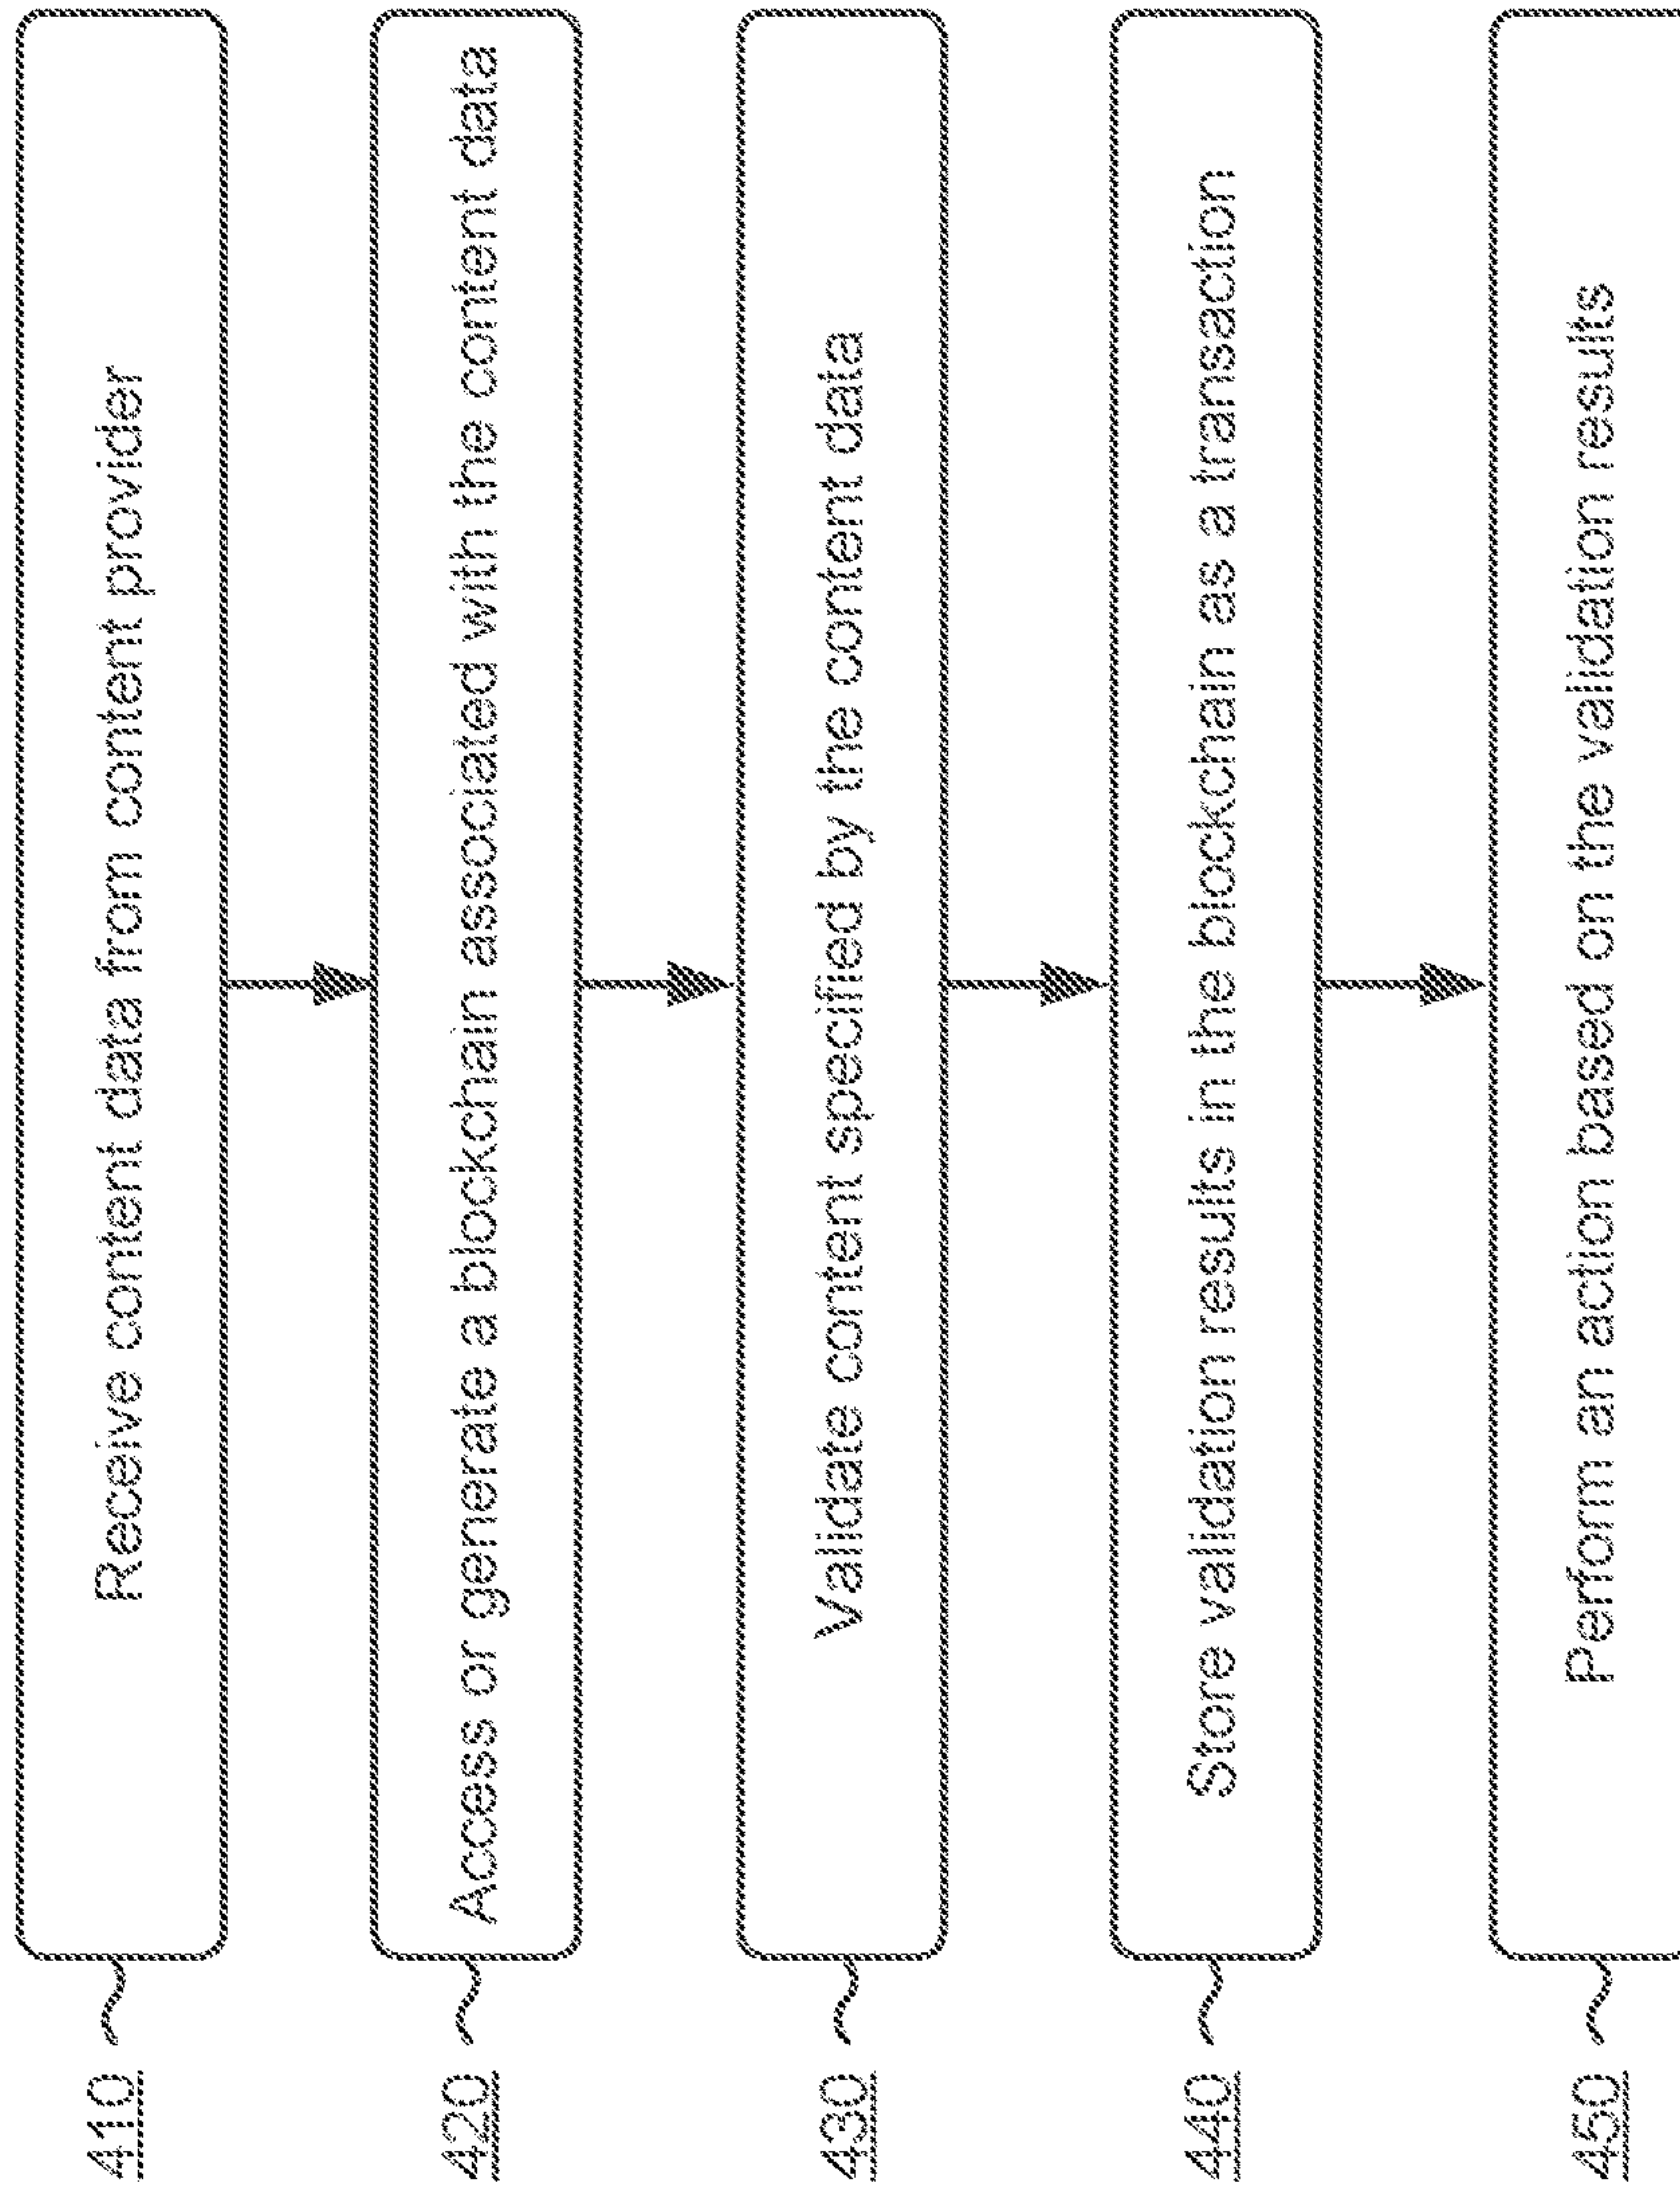 410
Receive content data from content provider
420
Access or generate a blockchain associated with the content data
430
Validate content specified by the content data
440
Store validation results in the blockchain as a transaction
450
Perform an action based on the validation results